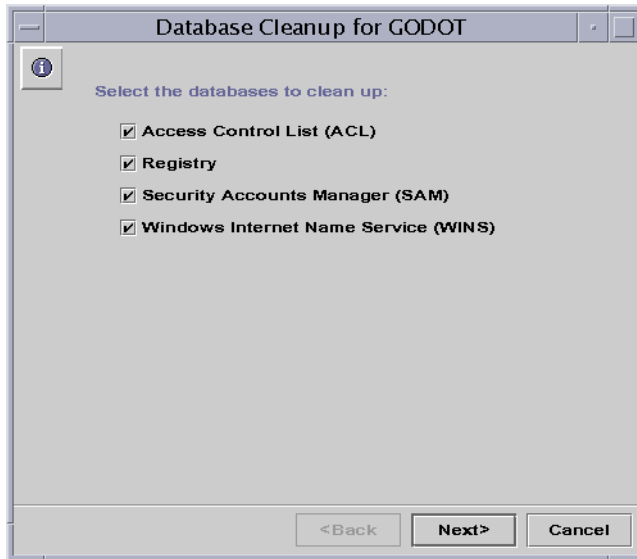 Database Cleanup for GODOT
Select the databases to clean up:
Access Control List (ACL)
Registry
Security Accounts Manager (SAM)
Windows Internet Name Service (WINS)
<Back Next> Cancel